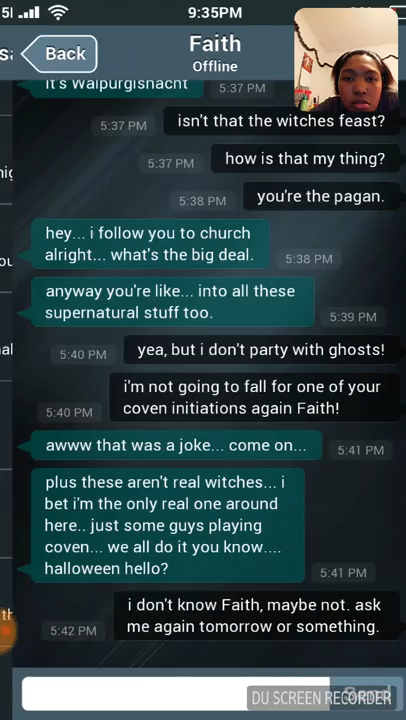 9:35PM
Back
Faith
Offline
it's Walpurgisnacht
5:37 PM
isn't that the witches feast?
5:37 PM
how is that my thing?
5:37 PM
you're the pagan.
5:38 PM
hey... i follow you to church
alright... what's the big deal.
5:38 PM
anyway you're like... into all these
supernatural stuff too.
5:39 PM
yea, but i don't party with ghosts!
5:40 PM
i'm not going to fall for one of your
coven initiations again Faith!
5:40 PM
awww that was a joke... come on...
5:41 PM
plus these aren't real witches... i
bet i'm the only real one around
here.. just some guys playing
coven... we all do it you know....
halloween hello?
5:41 PM
i don't know Faith, maybe not. ask
me again tomorrow or something.
5:42 PM
Send
DU SCREEN RECORDER